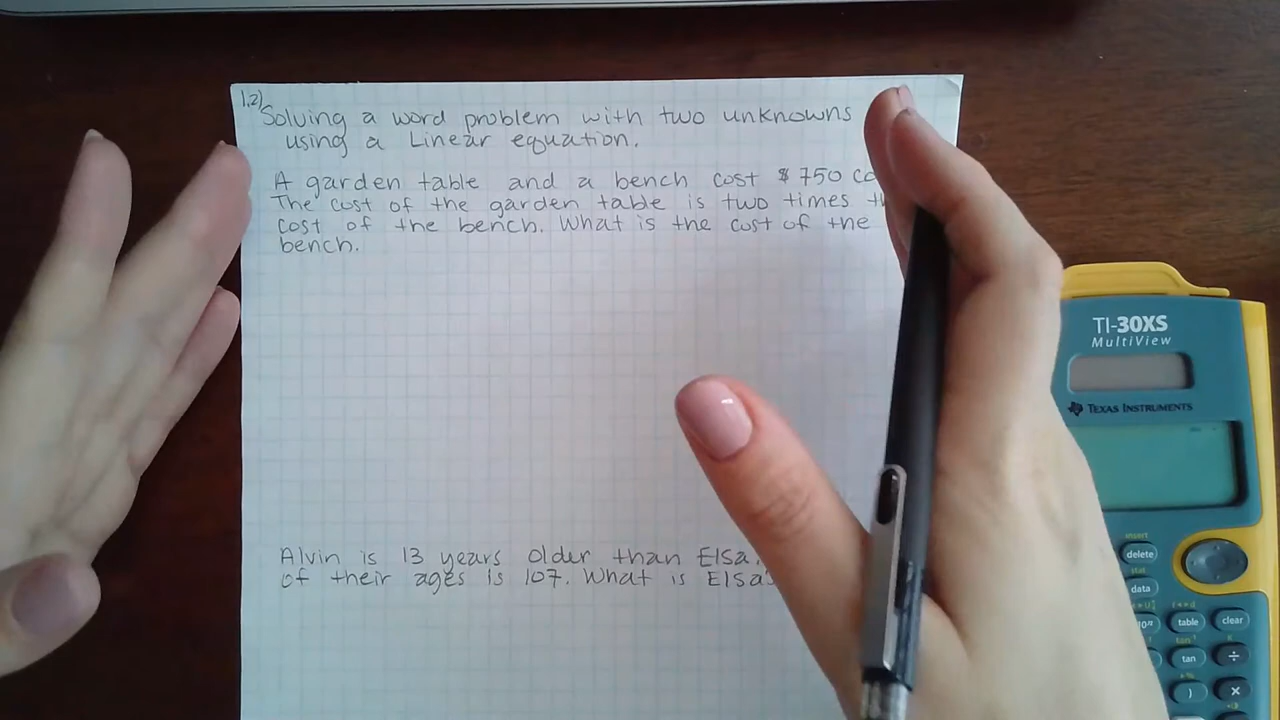 1.2)
Solving a word problem with two unknowns
using a Linear equation.
A garden table and a bench cost $750
The cost of the garden table is two times
cost of the bench. What is the cost of the
bench.
Alvin is 13 years older than Elsa.
of their ages is 107. What is
TI-30XS
MultiView
TEXAS INSTRUMENTS
insert
delete
stat
data
table
clear
tan
÷
)
×